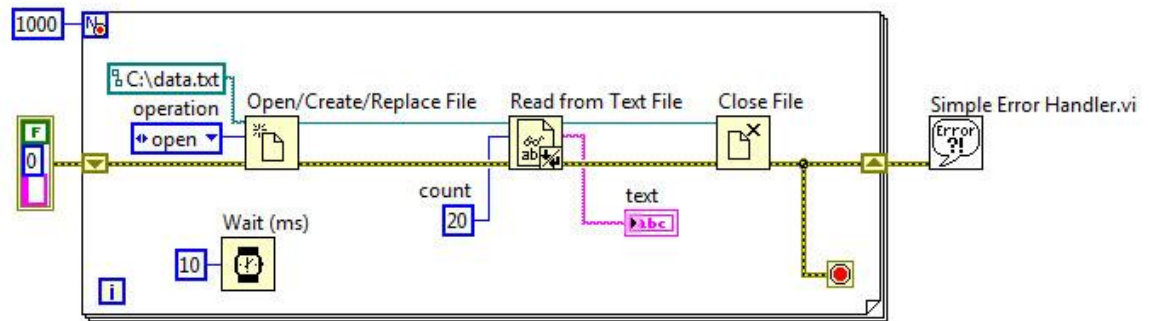 1000
N
C:\data.txt
operation
Open/Create/Replace File
Read from Text File
Close File
Simple Error Handler.vi
open
F
0
ab
Error
?!
count
20
text
abc
Wait (ms)
10
i